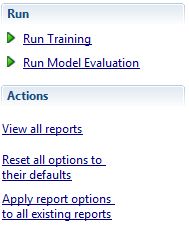 Run
Run Training
Run Model Evaluation
Actions
View all reports
Reset all options to
their defaults
Apply report options
to all existing reports